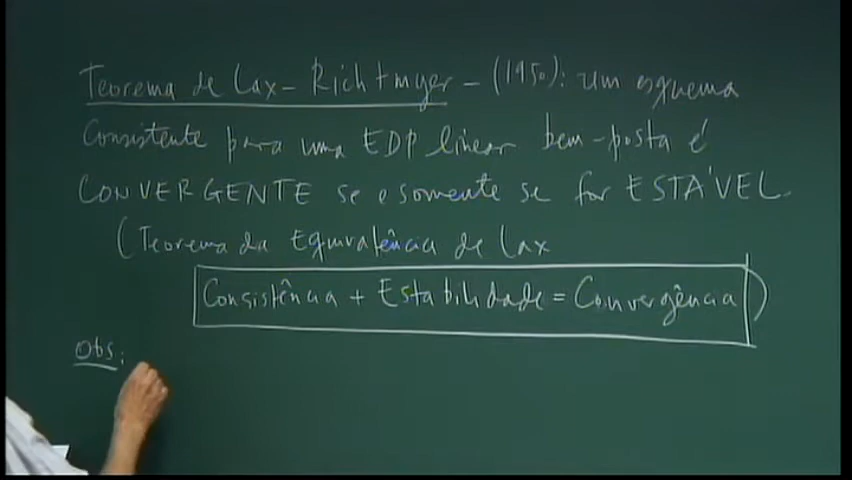 Teorema de Lax-Richtmyer - (1950): um esquema
Consistente para uma EDP linear bem-posta é
CONVERGENTE se e somente se for ESTÁVEL.
(Teorema da Equivalência de Lax
Consistência + Estabilidade = Convergência)
Obs: